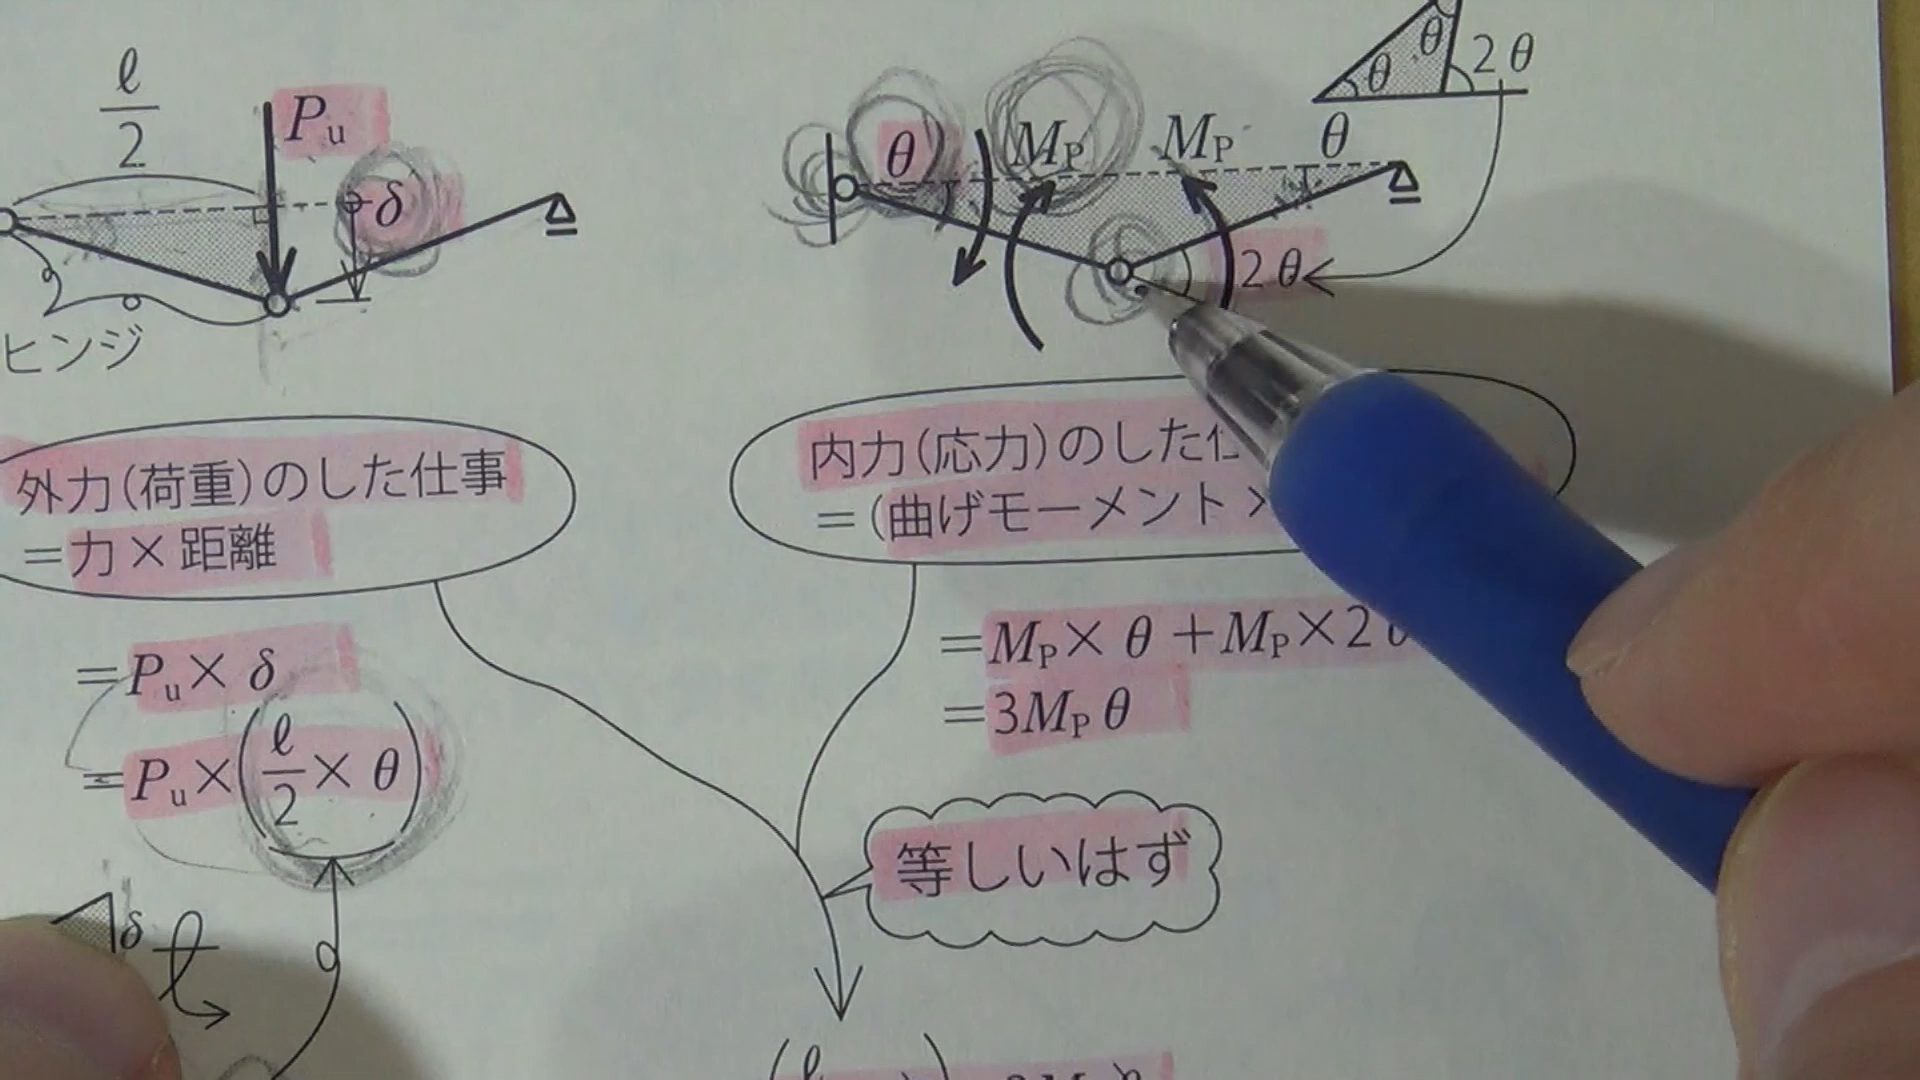 ℓ/2
Pu
δ
ヒンジ
θ
MP
MP
θ
2θ
θ
θ
2θ
外力(荷重)のした仕事
=力×距離
=Pu×δ
=Pu×(ℓ/2×θ)
δ
ℓ
内力(応力)のした
=(曲げモーメント×
=MP×θ+MP×2θ
=3MPθ
等しいはず